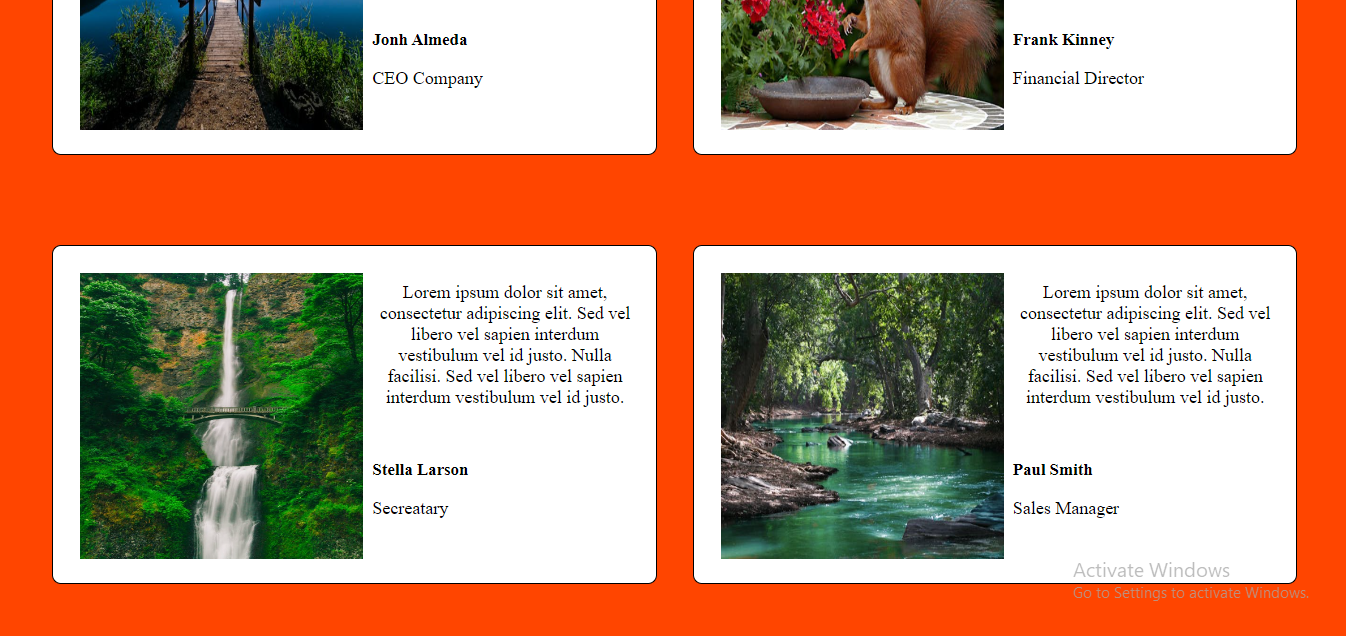 Jonh Almeda
CEO Company
Frank Kinney
Financial Director
Lorem ipsum dolor sit amet,
consectetur adipiscing elit. Sed vel
libero vel sapien interdum
vestibulum vel id justo. Nulla
facilisi. Sed vel libero vel sapien
interdum vestibulum vel id justo.
Stella Larson
Secreatary
Lorem ipsum dolor sit amet,
consectetur adipiscing elit. Sed vel
libero vel sapien interdum
vestibulum vel id justo. Nulla
facilisi. Sed vel libero vel sapien
interdum vestibulum vel id justo.
Paul Smith
Sales Manager
Activate Windows
Go to Settings to activate Windows.